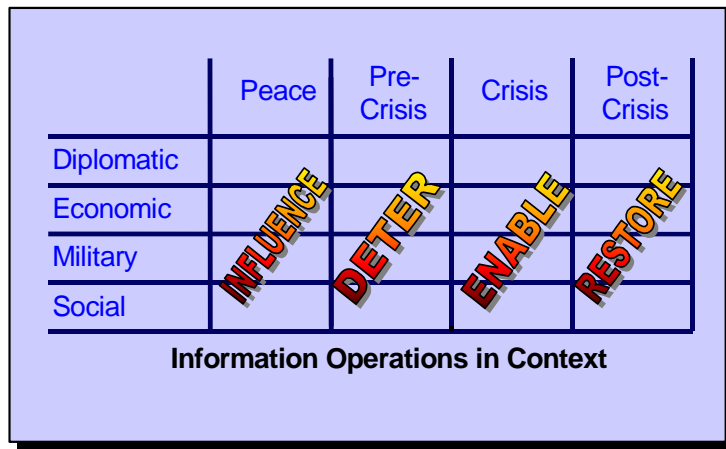 Peace
Pre-
Crisis
Crisis
Post-
Crisis
Diplomatic
Economic
Military
Social
INFLUENCE
DETER
ENABLE
RESTORE
Information Operations in Context